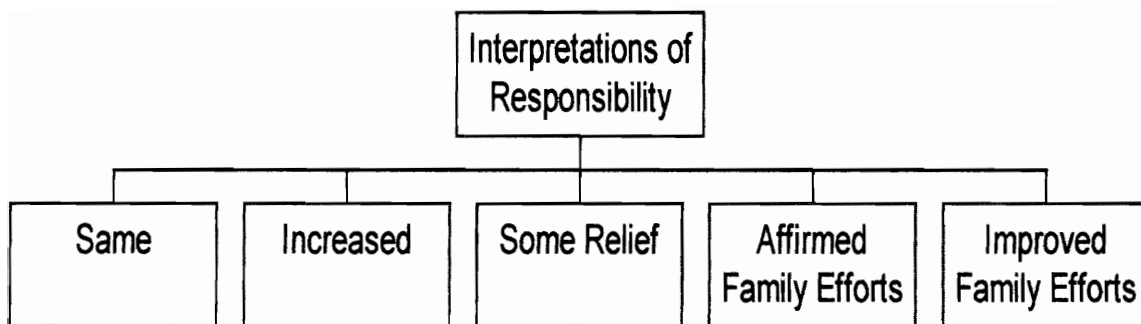 Interpretations of
Responsibility
Same
Increased
Some Relief
Affirmed
Family Efforts
Improved
Family Efforts